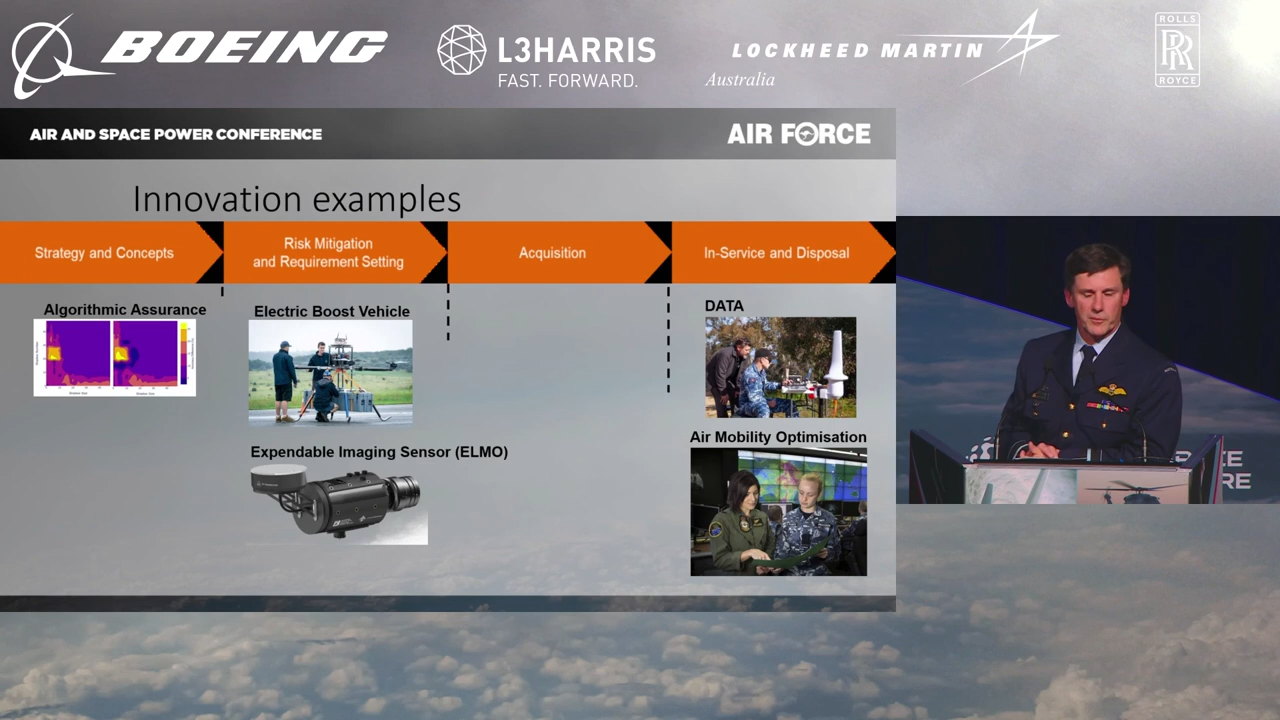 BOEING
L3HARRIS
FAST. FORWARD.
LOCKHEED MARTIN
Australia
ROLLS
RR
ROYCE
AIR AND SPACE POWER CONFERENCE
AIR FORCE
Innovation examples
Strategy and Concepts
Risk Mitigation
and Requirement Setting
Acquisition
In-Service and Disposal
Algorithmic Assurance
Electric Boost Vehicle
DATA
Air Mobility Optimisation
Expendable Imaging Sensor (ELMO)